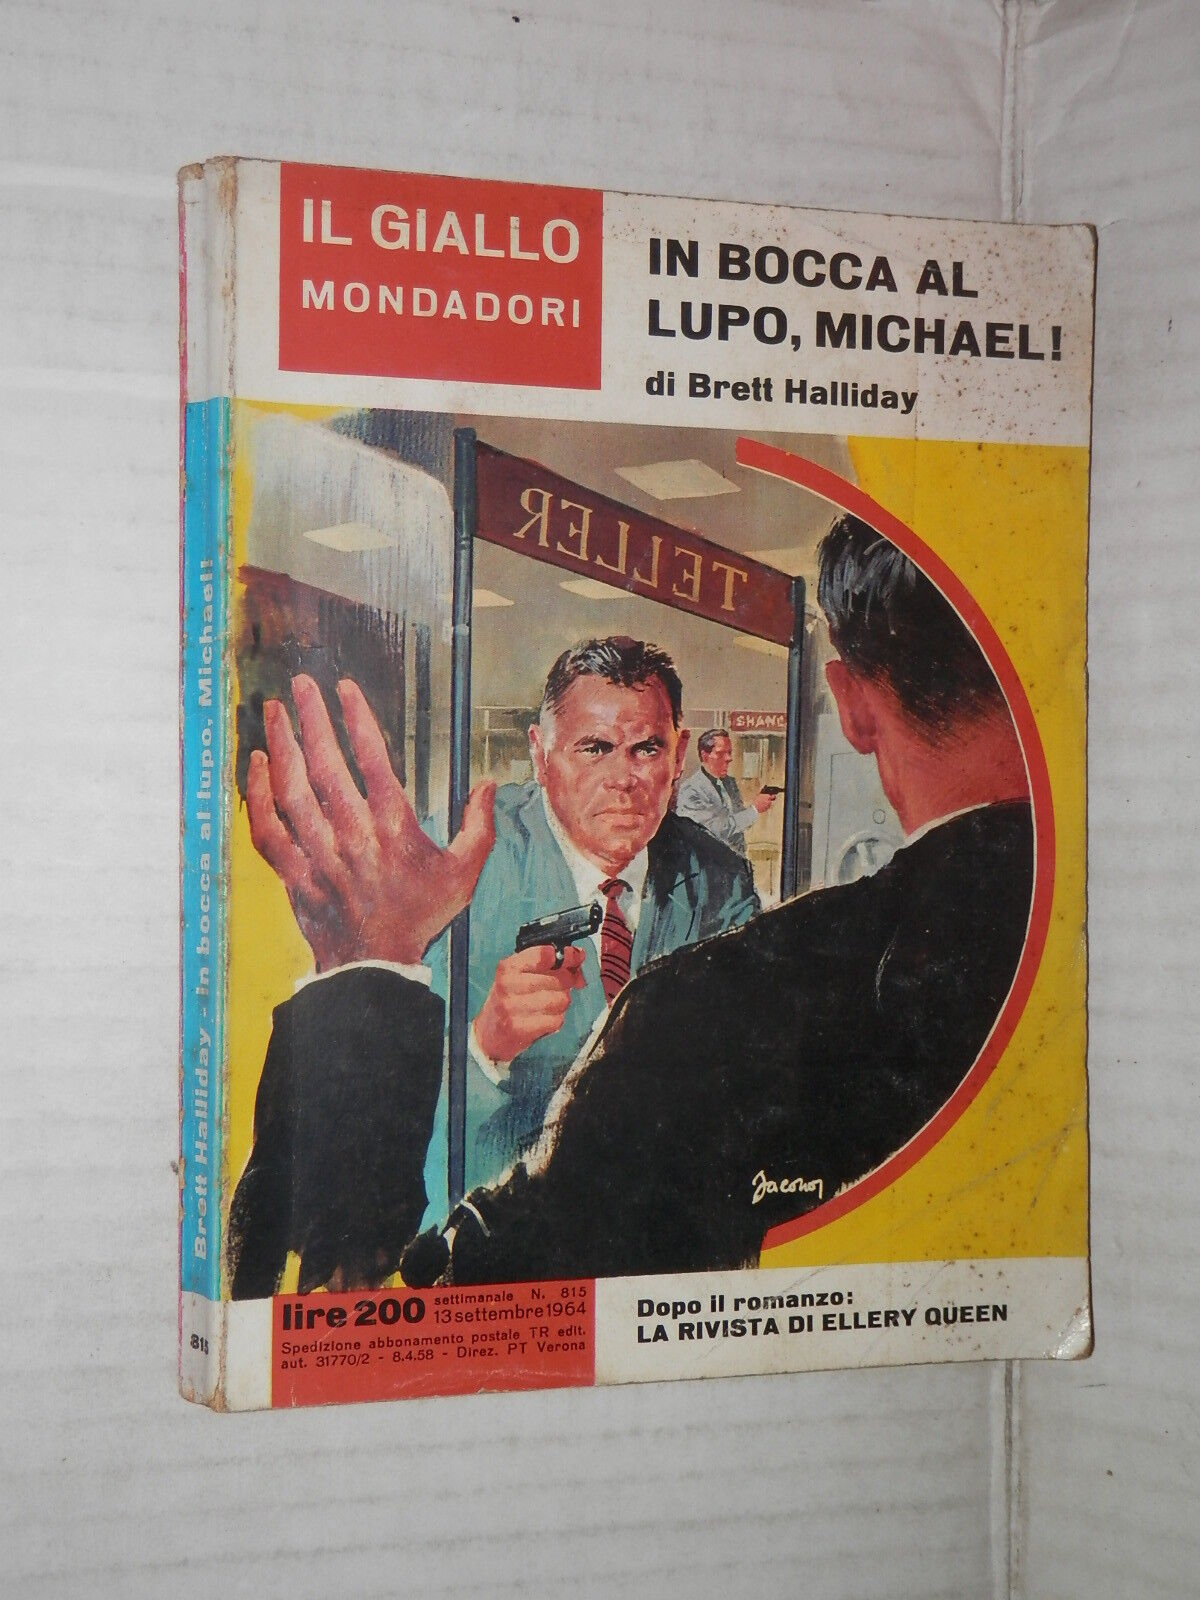 IL GIALLO
MONDADORI
IN BOCCA AL
LUPO, MICHAEL!
di Brett Halliday
TELLER
SHANG
Jacono
lire 200
settimanale N. 815
13 settembre 1964
Spedizione abbonamento postale TR edit.
aut. 31770/2 - 8.4.58 - Direz. PT Verona
Dopo il romanzo:
LA RIVISTA DI ELLERY QUEEN
Brett Halliday - In bocca al lupo, Michael!
815